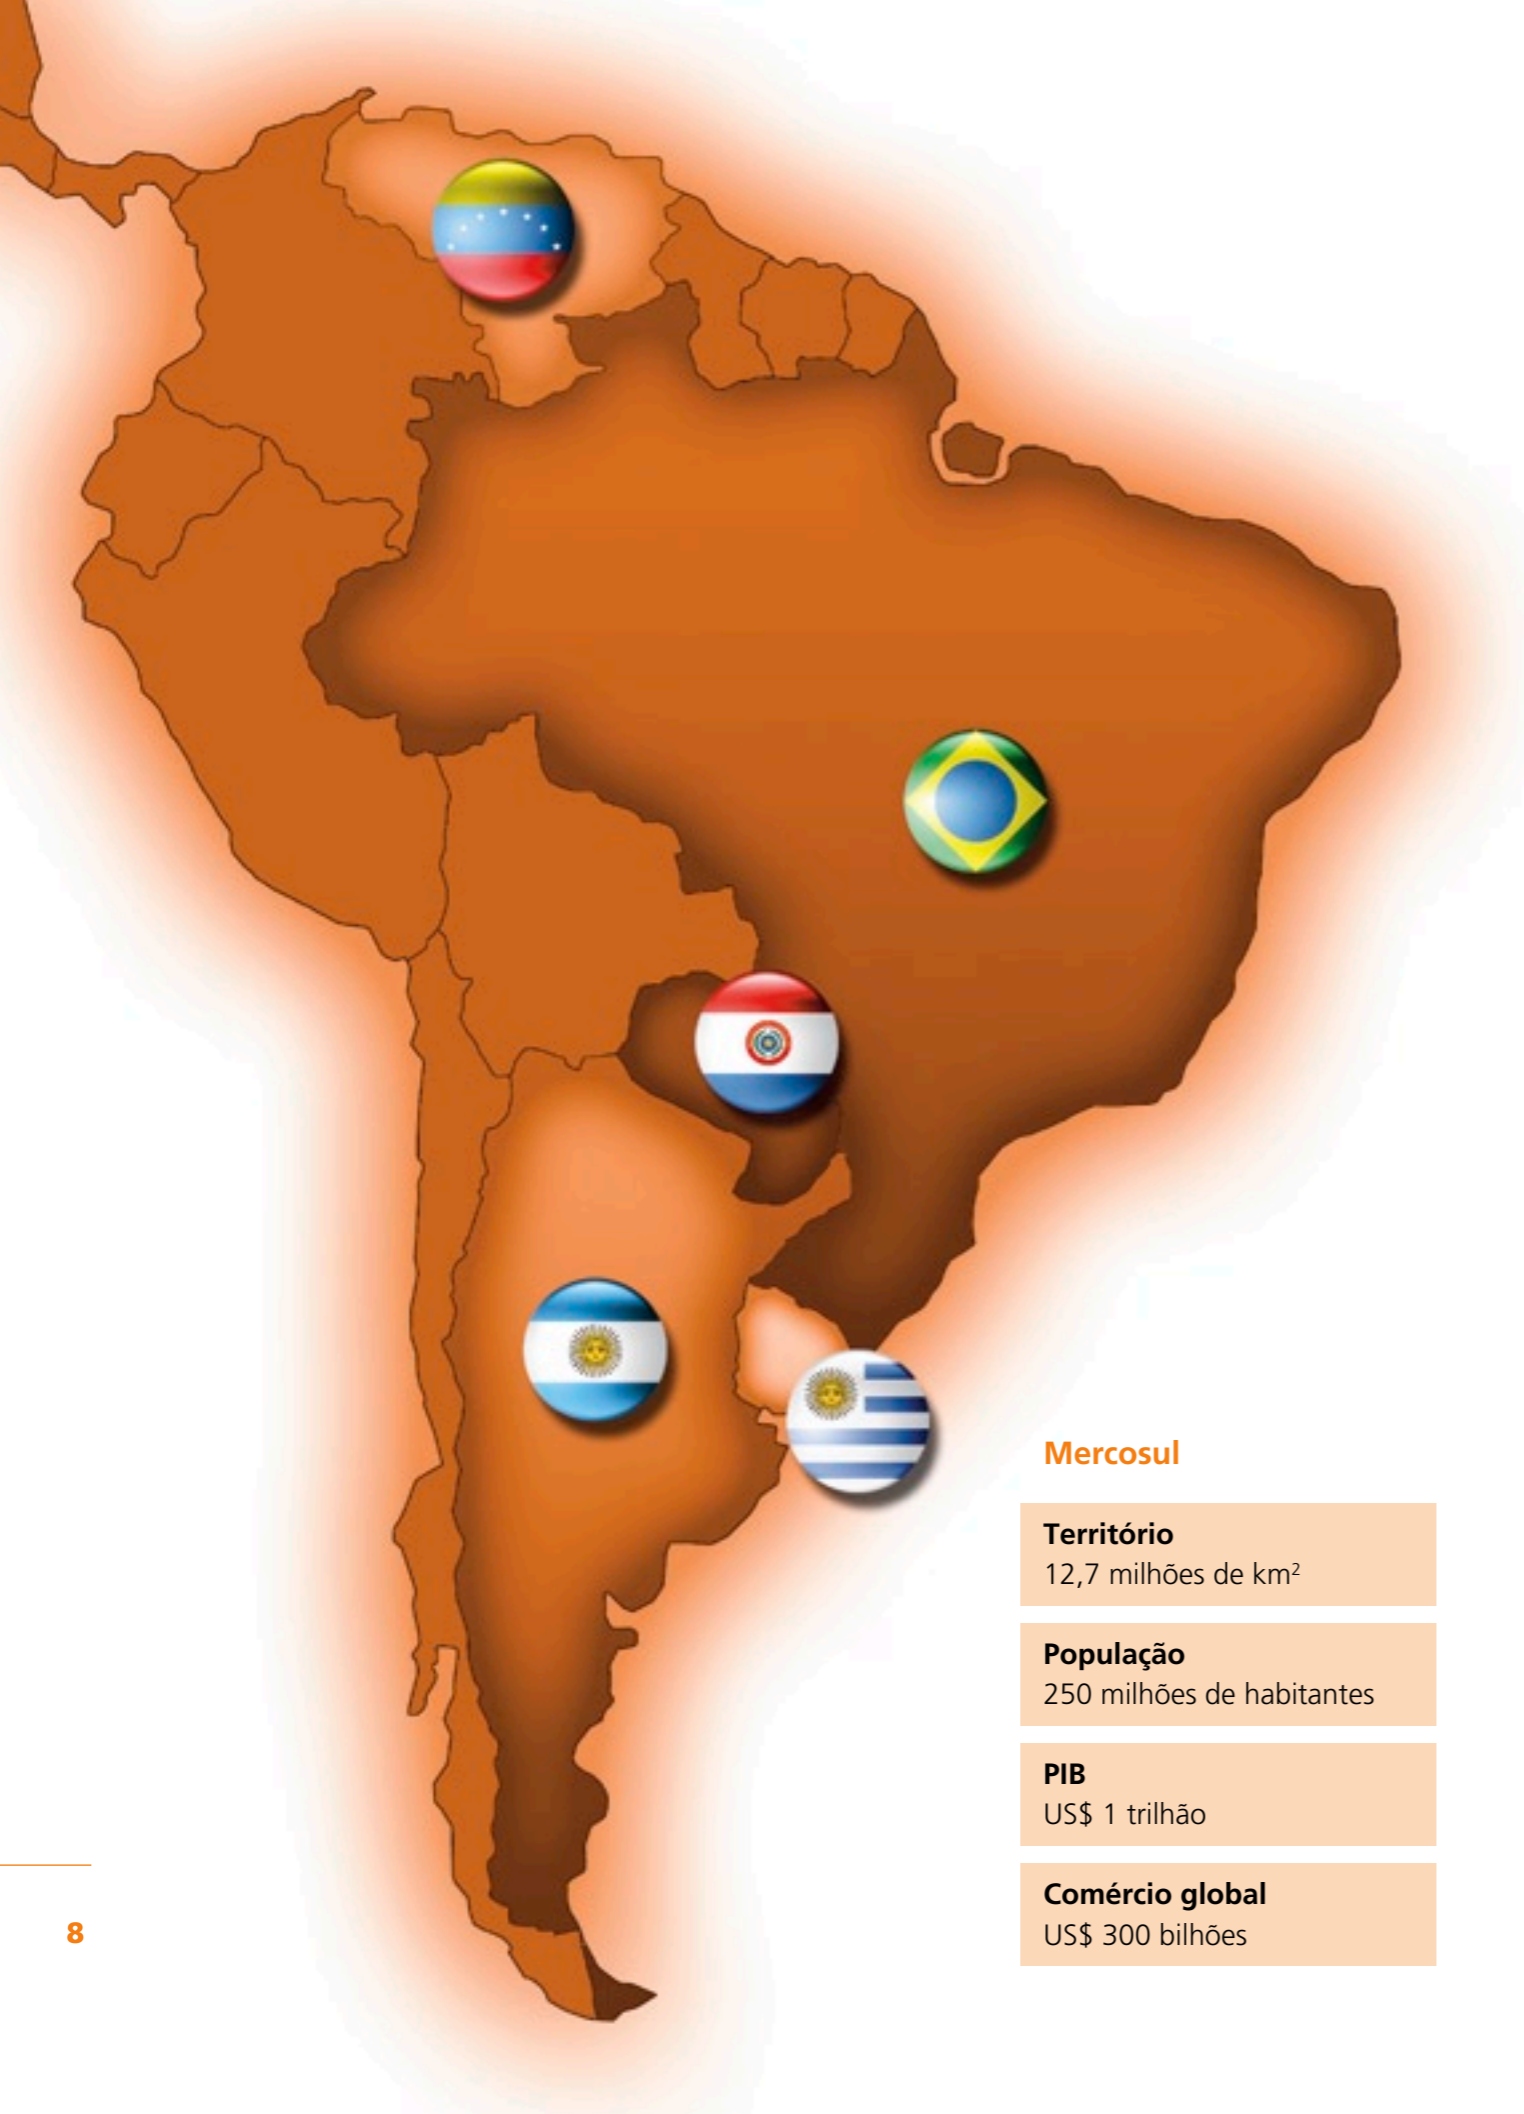 Mercosul
Território
12,7 milhões de km²
População
250 milhões de habitantes
PIB
US$ 1 trilhão
Comércio global
US$ 300 bilhões
8